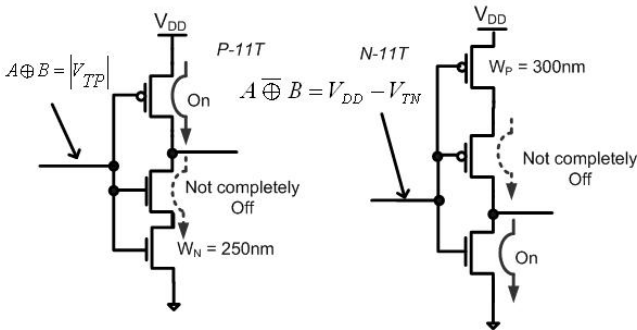 V_DD
P-11T
A ⊕ B = |V_TP|
On
Not completely
Off
W_N = 250nm
V_DD
N-11T
W_P = 300nm
A \overline{⊕} B = V_DD − V_TN
Not completely
Off
On